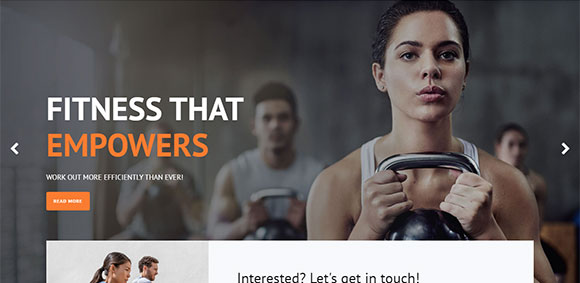 FITNESS THAT
EMPOWERS
WORK OUT MORE EFFICIENTLY THAN EVER!
READ MORE
Interested? Let's get in touch!